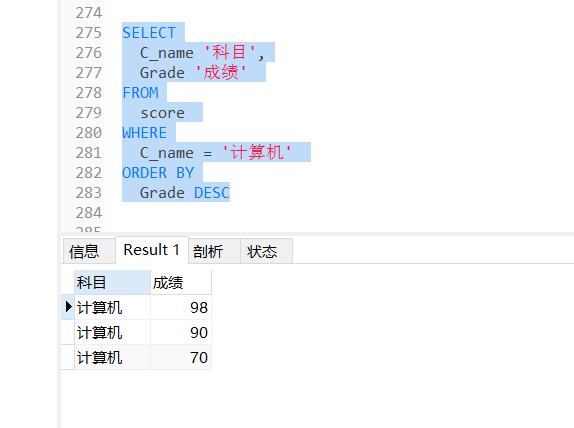 274
275 SELECT
276 C_name '科目',
277 Grade '成绩'
278 FROM
279 score
280 WHERE
281 C_name = '计算机'
282 ORDER BY
283 Grade DESC
284
信息 Result 1 剖析 状态
科目 成绩
计算机 98
计算机 90
计算机 70